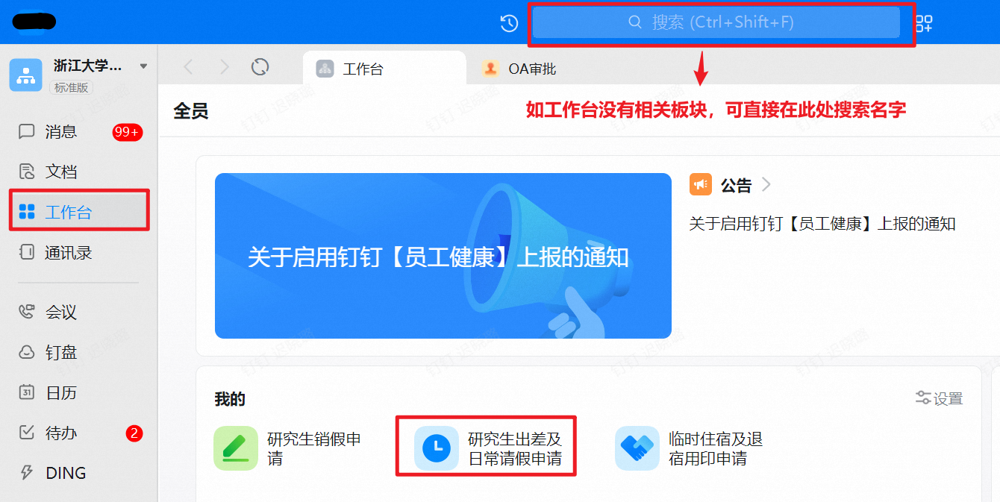 搜索 (Ctrl+Shift+F)
浙江大学...
标准版
工作台
OA审批
如工作台没有相关板块，可直接在此处搜索名字
全员
消息
99+
文档
工作台
通讯录
会议
钉盘
31
日历
待办
2
DING
关于启用钉钉【员工健康】上报的通知
公告
关于启用钉钉【员工健康】上报的通知
我的
设置
研究生销假申
请
研究生出差及
日常请假申请
临时住宿及退
宿用印申请